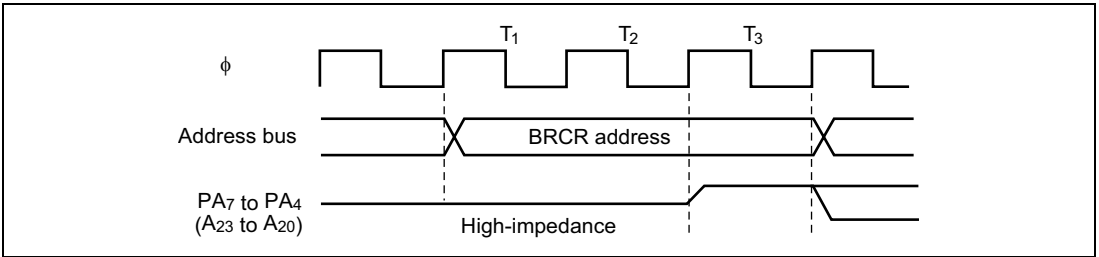 T1 T2 T3
ϕ
Address bus BRCR address
PA7 to PA4
(A23 to A20)
High-impedance